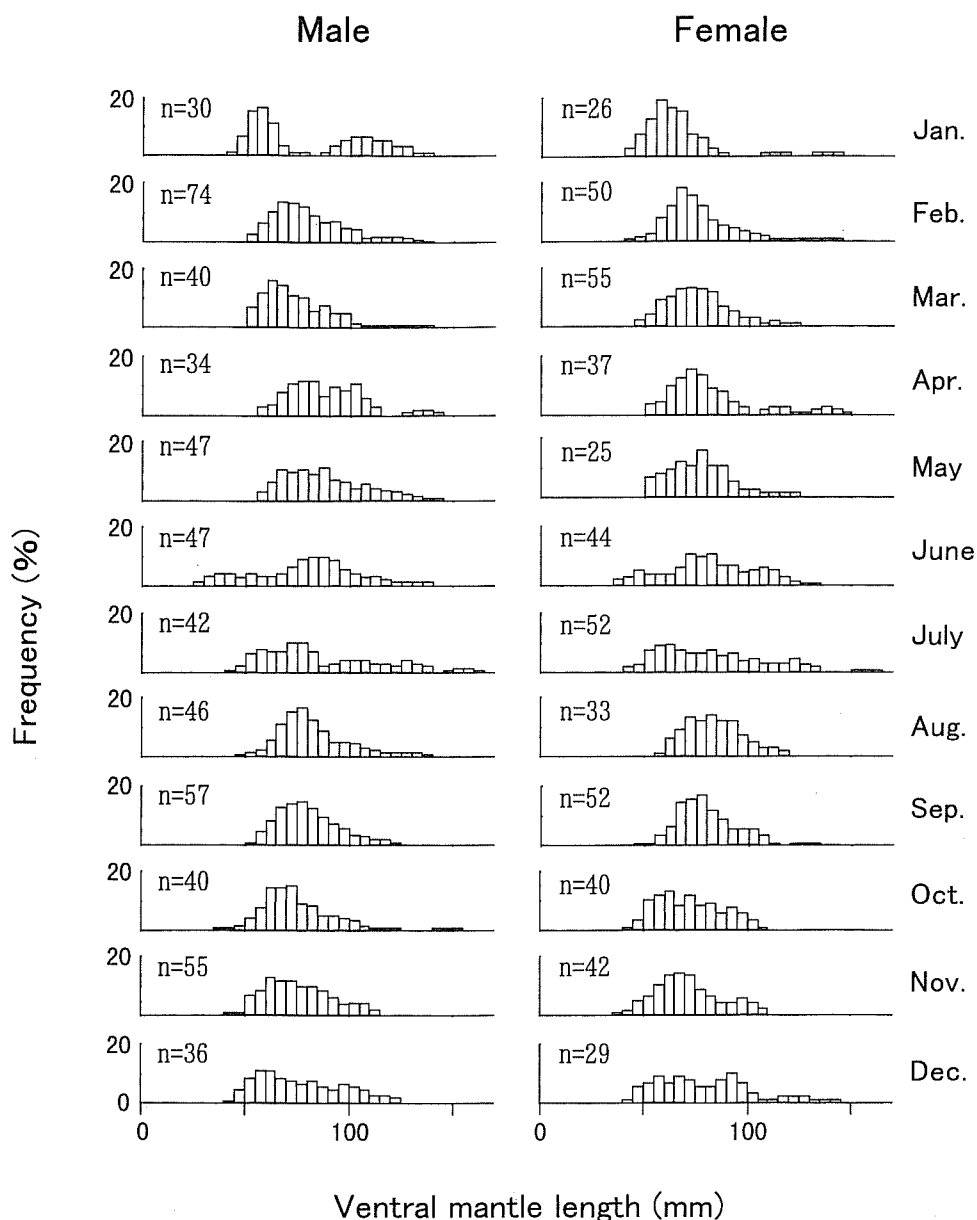 Male Female
20 n=30 n=26 Jan.
20 n=74 n=50 Feb.
20 n=40 n=55 Mar.
20 n=34 n=37 Apr.
20 n=47 n=25 May
20 n=47 n=44 June
20 n=42 n=52 July
20 n=46 n=33 Aug.
20 n=57 n=52 Sep.
20 n=40 n=40 Oct.
20 n=55 n=42 Nov.
20 n=36 n=29 Dec.
0
0 100 0 100
Frequency (%)
Ventral mantle length (mm)